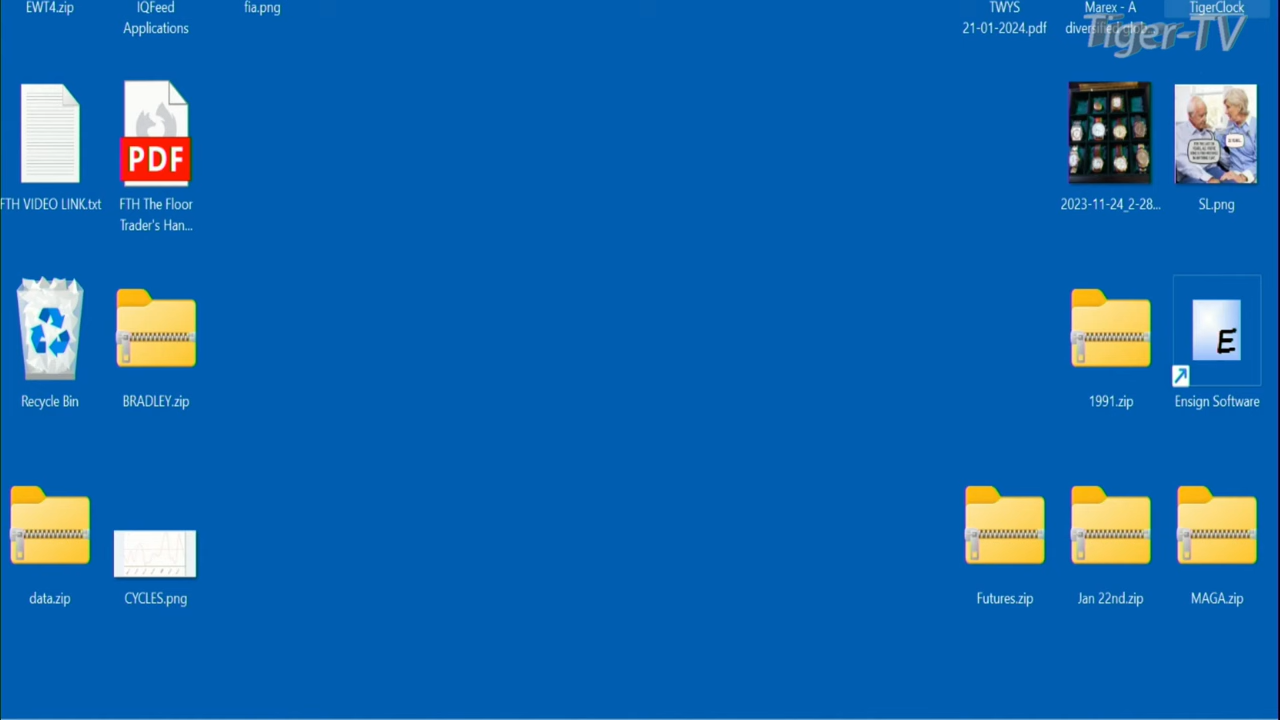 EWT4.zip
IQFeed
Applications
fia.png
TWYS
21-01-2024.pdf
Marex - A
diversified glob...
TigerClock
Tiger-TV
PDF
FTH VIDEO LINK.txt
FTH The Floor
Trader's Han...
2023-11-24_2-28...
SL.png
Recycle Bin
BRADLEY.zip
1991.zip
E
Ensign Software
data.zip
CYCLES.png
Futures.zip
Jan 22nd.zip
MAGA.zip